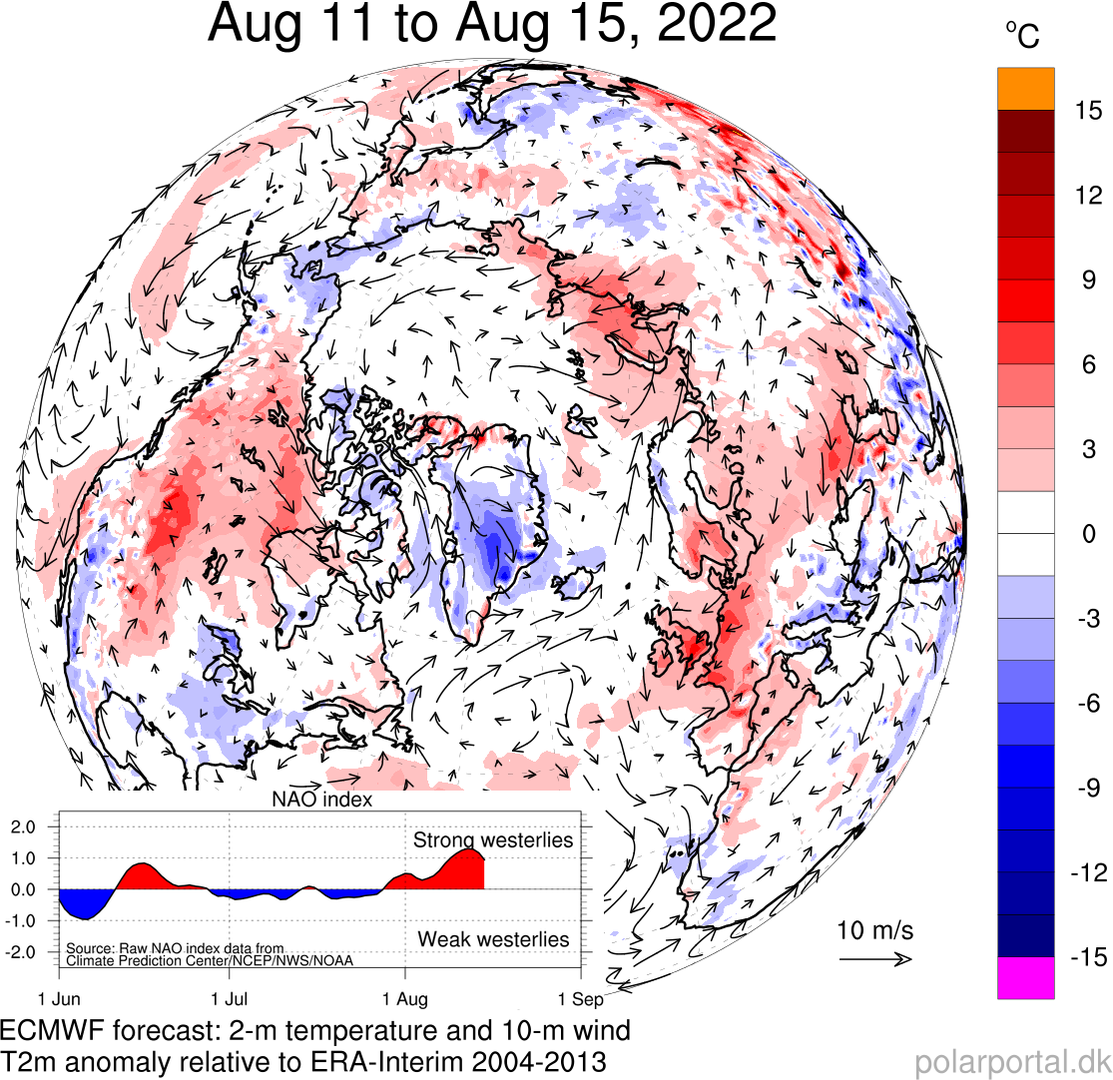 Aug 11 to Aug 15, 2022
°C
15
12
9
6
3
0
-3
-6
-9
-12
-15
NAO index
2.0
1.0
0.0
-1.0
-2.0
Strong westerlies
Weak westerlies
Source: Raw NAO index data from
Climate Prediction Center/NCEP/NWS/NOAA
1 Jun
1 Jul
1 Aug
1 Sep
10 m/s
ECMWF forecast: 2-m temperature and 10-m wind
T2m anomaly relative to ERA-Interim 2004-2013
polarportal.dk